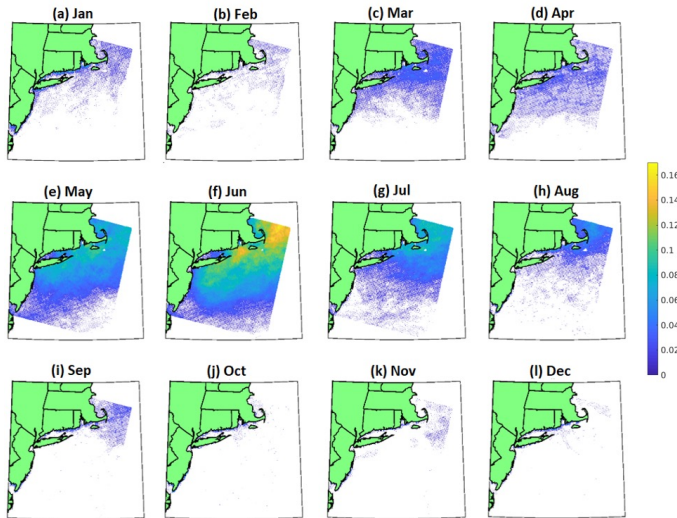 (a) Jan
(b) Feb
(c) Mar
(d) Apr
(e) May
(f) Jun
(g) Jul
(h) Aug
0.16
0.14
0.12
0.1
0.08
0.06
0.04
0.02
0
(i) Sep
(j) Oct
(k) Nov
(l) Dec